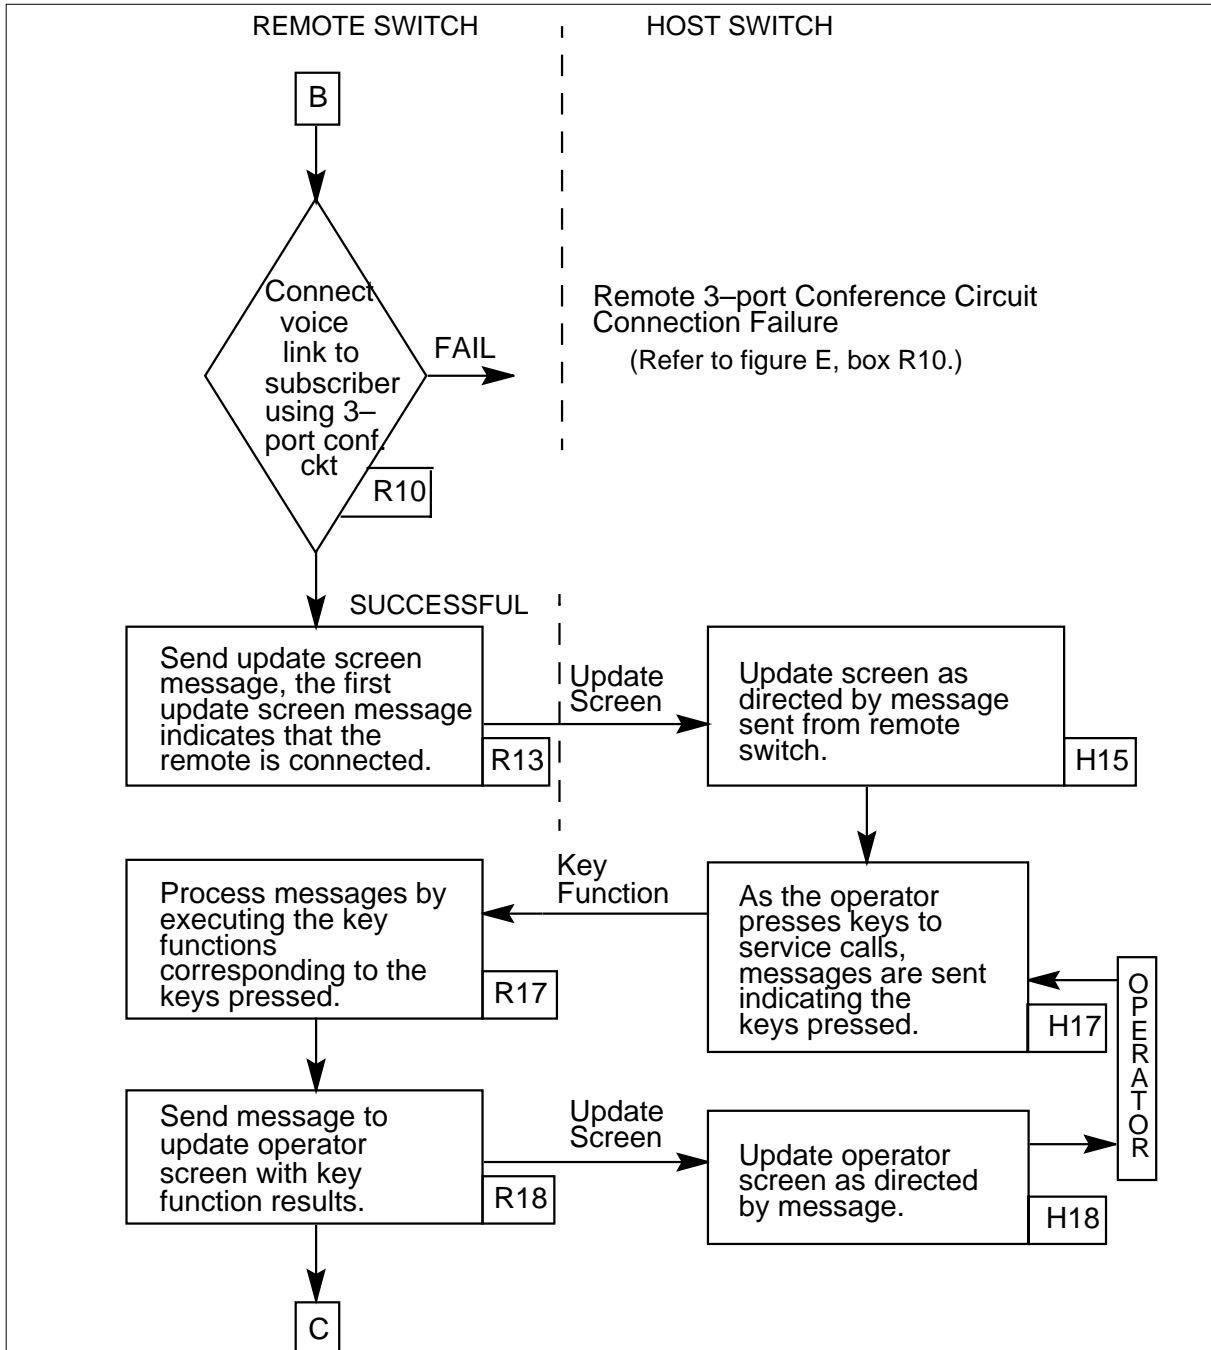 REMOTE SWITCH
HOST SWITCH
B
Connect
voice
link to
subscriber
using 3–
port conf.
ckt
R10
FAIL
Remote 3–port Conference Circuit
Connection Failure
(Refer to figure E, box R10.)
SUCCESSFUL
Send update screen
message, the first
update screen message
indicates that the
remote is connected.
R13
Update
Screen
Update screen as
directed by message
sent from remote
switch.
H15
Key
Function
Process messages by
executing the key
functions
corresponding to the
keys pressed.
R17
As the operator
presses keys to
service calls,
messages are sent
indicating the
keys pressed.
H17
OPERATOR
Send message to
update operator
screen with key
function results.
R18
Update
Screen
Update operator
screen as directed
by message.
H18
C